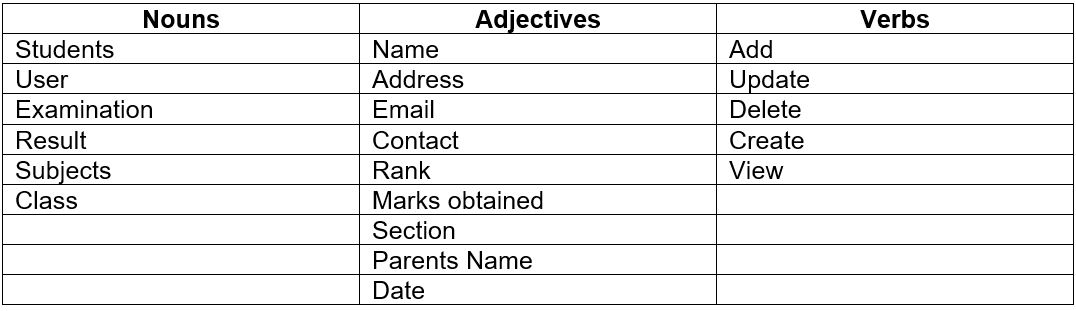 Nouns Adjectives Verbs
Students Name Add
User Address Update
Examination Email Delete
Result Contact Create
Subjects Rank View
Class Marks obtained
Section
Parents Name
Date